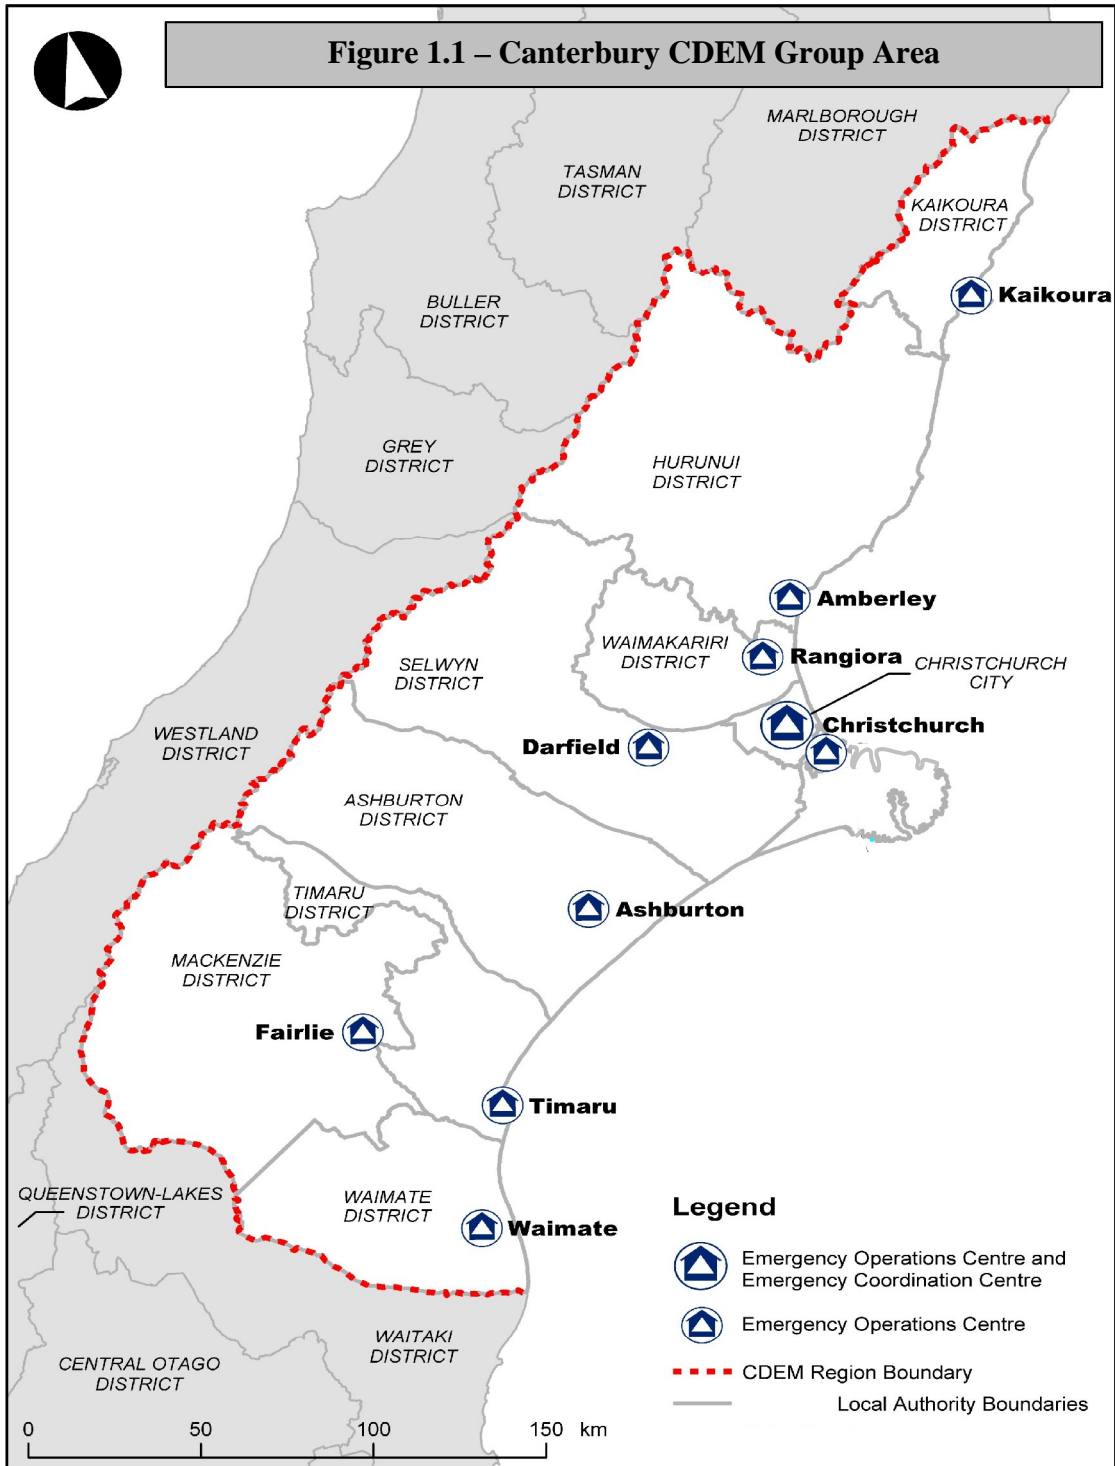 Figure 1.1 – Canterbury CDEM Group Area
MARLBOROUGH
DISTRICT
TASMAN
DISTRICT
KAIKOURA
DISTRICT
Kaikoura
BULLER
DISTRICT
GREY
DISTRICT
HURUNUI
DISTRICT
Amberley
WAIMAKARIRI
DISTRICT
Rangiora
CHRISTCHURCH
CITY
SELWYN
DISTRICT
Christchurch
WESTLAND
DISTRICT
Darfield
ASHBURTON
DISTRICT
TIMARU
DISTRICT
Ashburton
MACKENZIE
DISTRICT
Fairlie
Timaru
QUEENSTOWN-LAKES
DISTRICT
WAIMATE
DISTRICT
Waimate
WAITAKI
DISTRICT
CENTRAL OTAGO
DISTRICT
Legend
Emergency Operations Centre and
Emergency Coordination Centre
Emergency Operations Centre
CDEM Region Boundary
Local Authority Boundaries
0 50 100 150 km